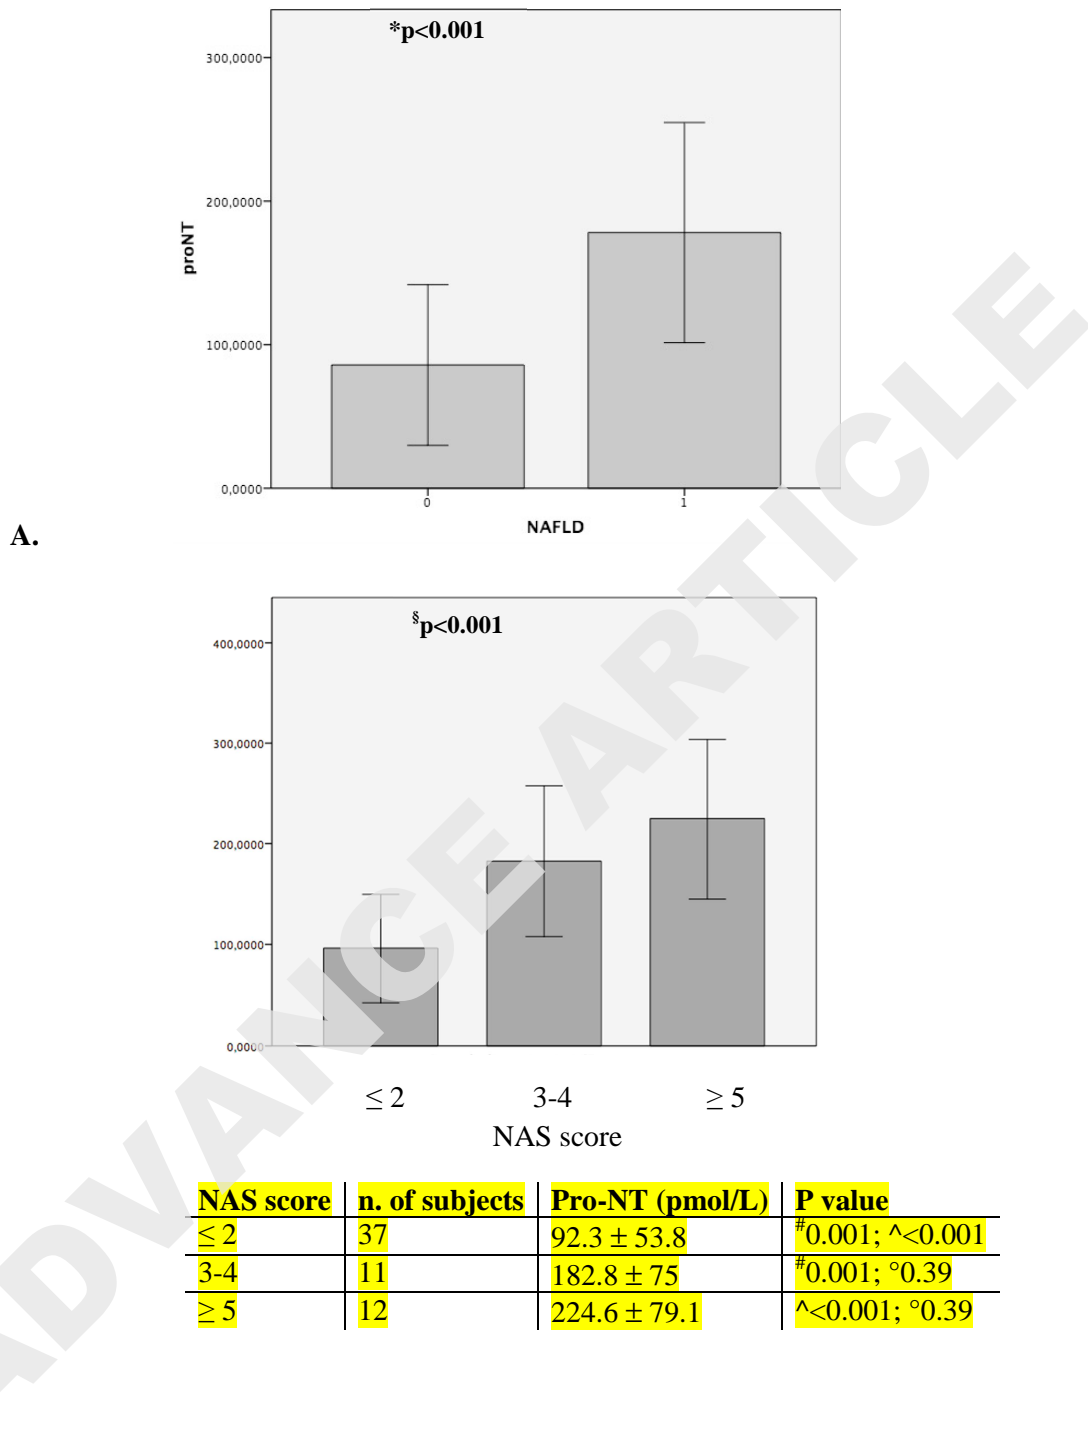 *p<0.001
300,0000
200,0000
100,0000
0,0000
proNT
0
1
NAFLD
A.
§p<0.001
400,0000
300,0000
200,0000
100,0000
0,0000
≤ 2
3-4
≥ 5
NAS score
NAS score n. of subjects Pro-NT (pmol/L) P value
≤ 2 37 92.3 ± 53.8 #0.001; ^<0.001
3-4 11 182.8 ± 75 #0.001; °0.39
≥ 5 12 224.6 ± 79.1 ^<0.001; °0.39
ADVANCE ARTICLE